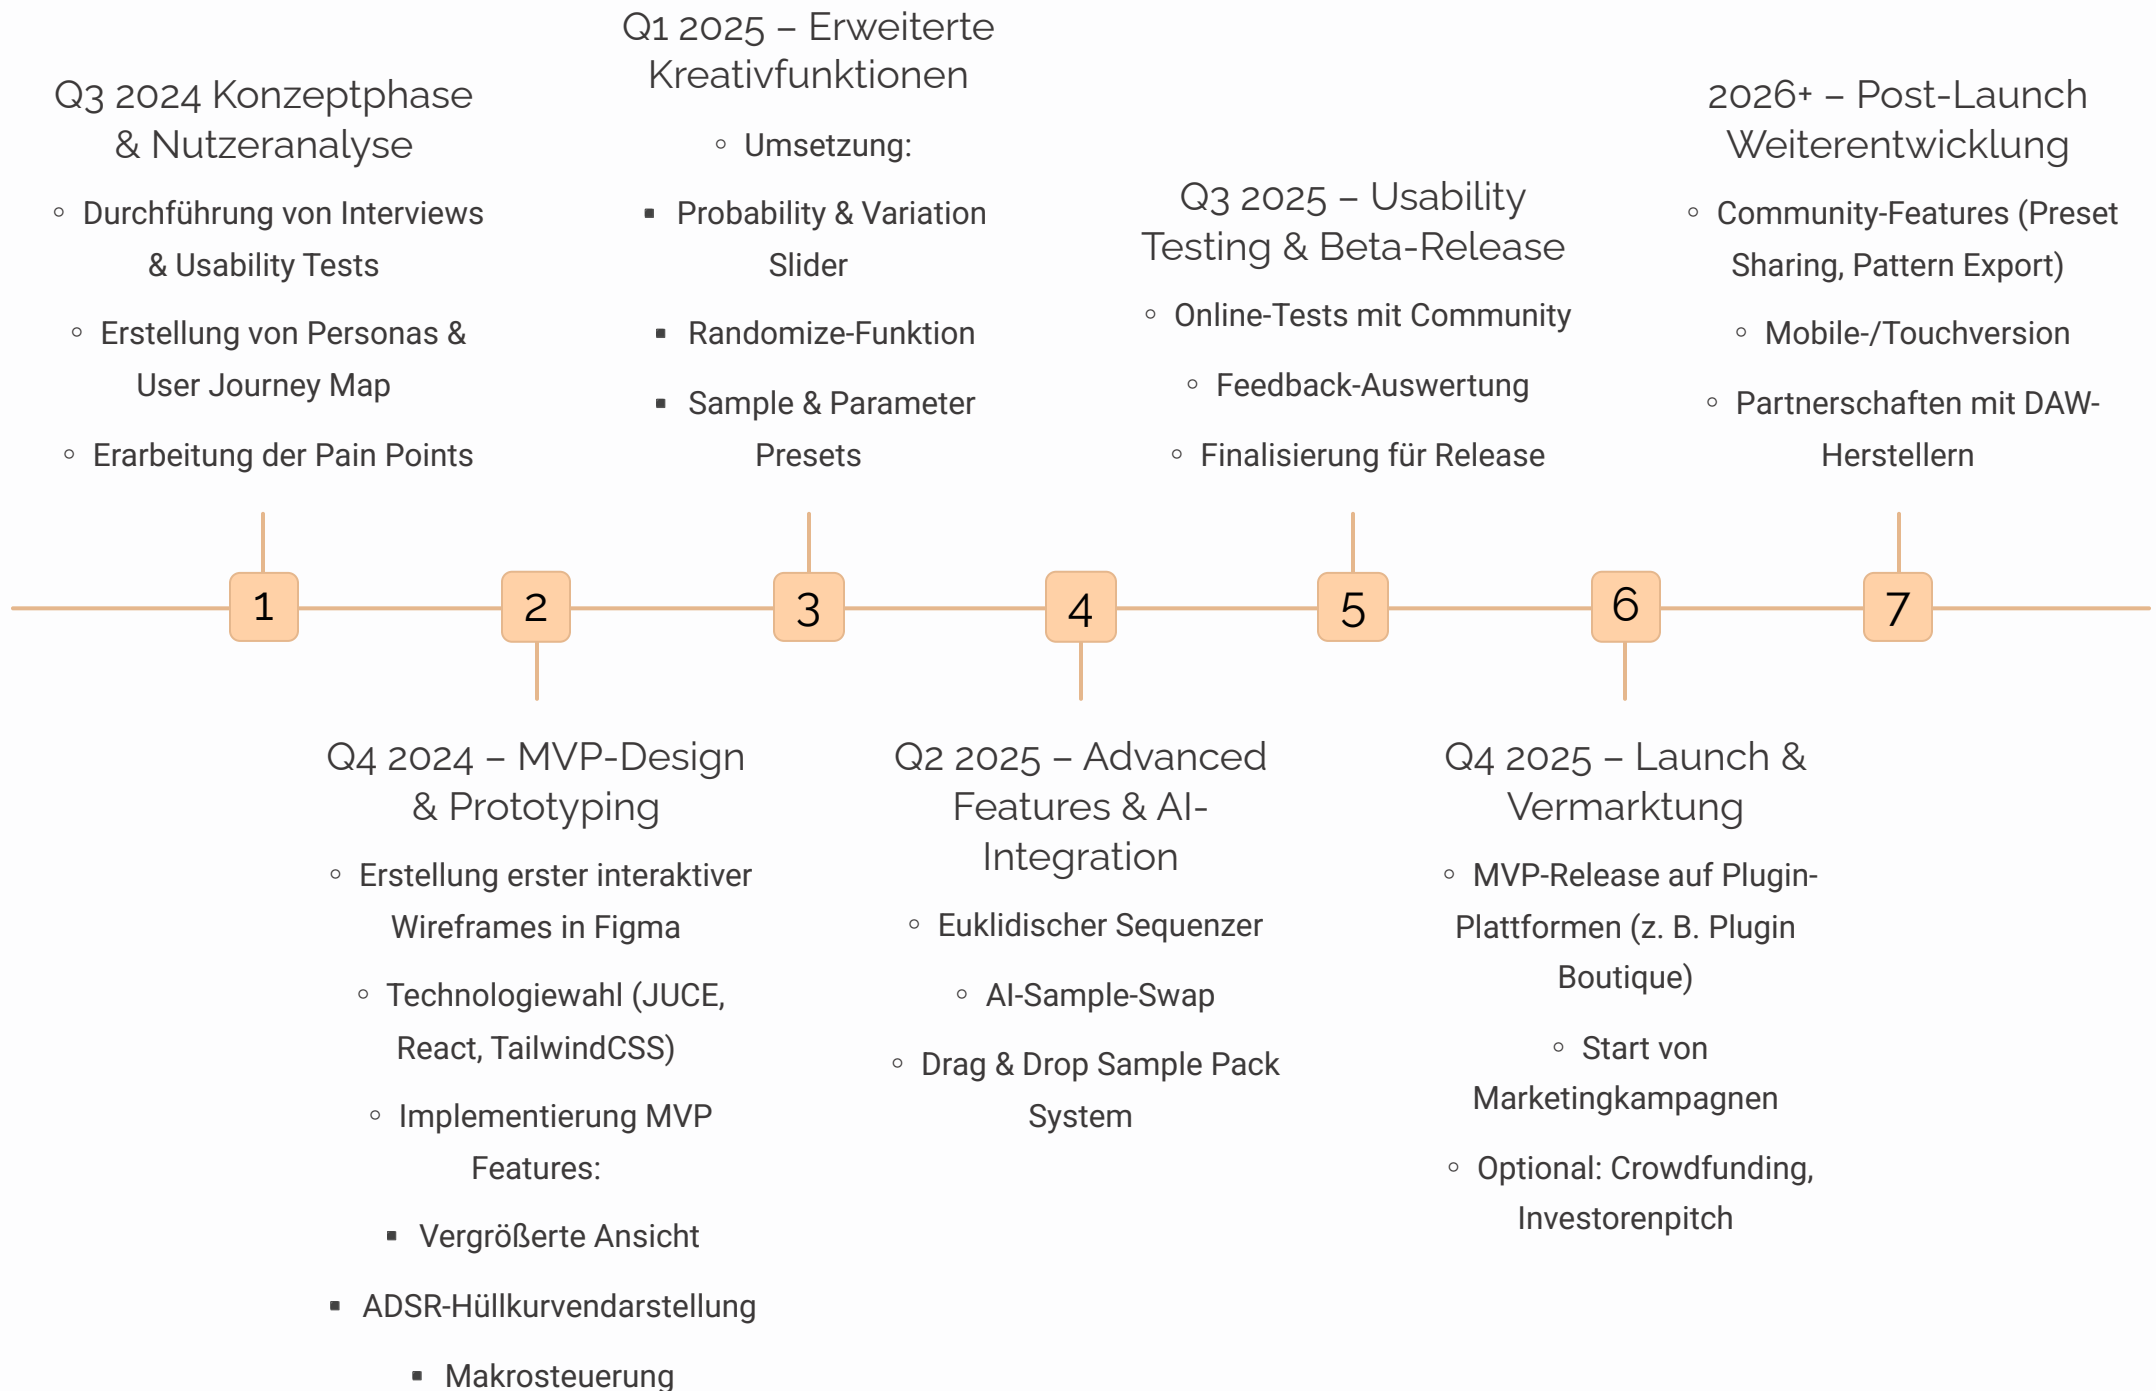 Q3 2024 Konzeptphase
& Nutzeranalyse
◦ Durchführung von Interviews
& Usability Tests
◦ Erstellung von Personas &
User Journey Map
◦ Erarbeitung der Pain Points
Q1 2025 – Erweiterte
Kreativfunktionen
◦ Umsetzung:
▪ Probability & Variation
Slider
▪ Randomize-Funktion
▪ Sample & Parameter
Presets
Q3 2025 – Usability
Testing & Beta-Release
◦ Online-Tests mit Community
◦ Feedback-Auswertung
◦ Finalisierung für Release
2026+ – Post-Launch
Weiterentwicklung
◦ Community-Features (Preset
Sharing, Pattern Export)
◦ Mobile-/Touchversion
◦ Partnerschaften mit DAW-
Herstellern
1
2
3
4
5
6
7
Q4 2024 – MVP-Design
& Prototyping
◦ Erstellung erster interaktiver
Wireframes in Figma
◦ Technologiewahl (JUCE,
React, TailwindCSS)
◦ Implementierung MVP
Features:
▪ Vergrößerte Ansicht
▪ ADSR-Hüllkurvendarstellung
▪ Makrosteuerung
Q2 2025 – Advanced
Features & AI-
Integration
◦ Euklidischer Sequenzer
◦ AI-Sample-Swap
◦ Drag & Drop Sample Pack
System
Q4 2025 – Launch &
Vermarktung
◦ MVP-Release auf Plugin-
Plattformen (z. B. Plugin
Boutique)
◦ Start von
Marketingkampagnen
◦ Optional: Crowdfunding,
Investorenpitch